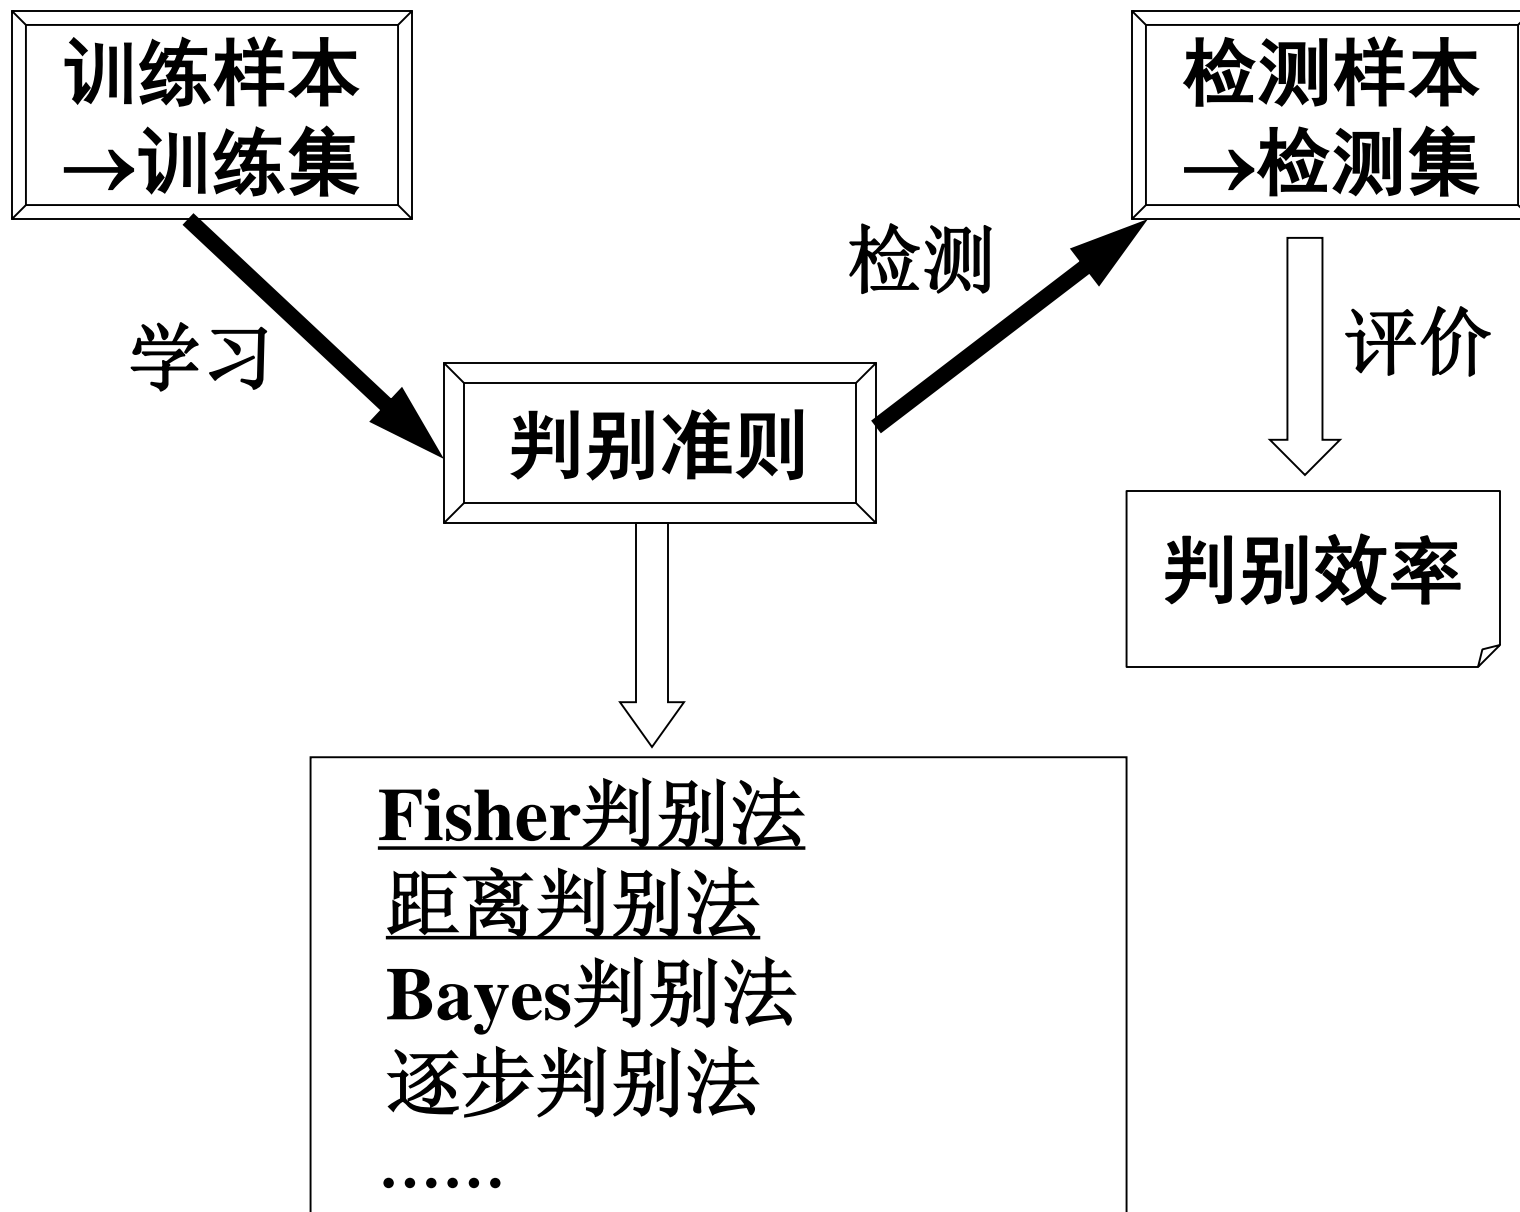 训练样本
→训练集
检测样本
→检测集
检测
学习
评价
判别准则
判别效率
Fisher判别法
距离判别法
Bayes判别法
逐步判别法
……